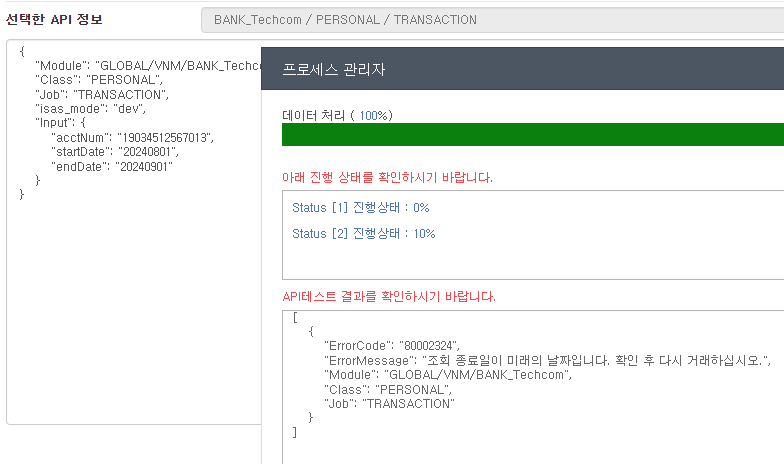 선택한 API 정보
BANK_Techcom / PERSONAL / TRANSACTION
{
"Module": "GLOBAL/VNM/BANK_Techco
"Class": "PERSONAL",
"Job": "TRANSACTION",
"isas_mode": "dev",
"Input": {
"acctNum": "19034512567013",
"startDate": "20240801",
"endDate": "20240901"
}
}
프로세스 관리자
데이터 처리 ( 100%)
아래 진행 상태를 확인하시기 바랍니다.
Status [1] 진행상태 : 0%
Status [2] 진행상태 : 10%
API테스트 결과를 확인하시기 바랍니다.
[
{
"ErrorCode": "80002324",
"ErrorMessage": "조회 종료일이 미래의 날짜입니다. 확인 후 다시 거래하십시오.",
"Module": "GLOBAL/VNM/BANK_Techcom",
"Class": "PERSONAL",
"Job": "TRANSACTION"
}
]